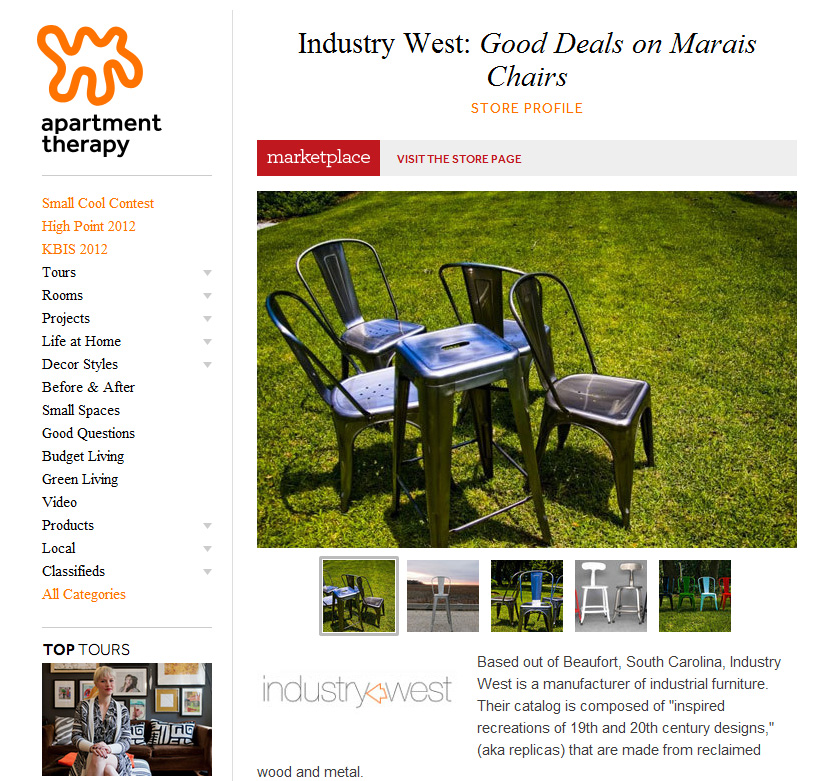 apartment
therapy
Small Cool Contest
High Point 2012
KBIS 2012
Tours
Rooms
Projects
Life at Home
Decor Styles
Before & After
Small Spaces
Good Questions
Budget Living
Green Living
Video
Products
Local
Classifieds
All Categories
TOP TOURS
Industry West: Good Deals on Marais
Chairs
STORE PROFILE
marketplace
VISIT THE STORE PAGE
industry west
Based out of Beaufort, South Carolina, Industry
West is a manufacturer of industrial furniture.
Their catalog is composed of "inspired
recreations of 19th and 20th century designs,"
(aka replicas) that are made from reclaimed
wood and metal.